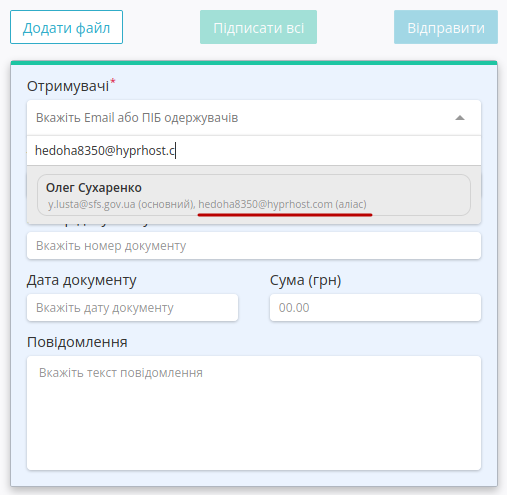 Додати файл
Підписати всі
Відправити
Отримувачі*
Вкажіть Email або ПІБ одержувачів
hedoha8350@hyprhost.c
Олег Сухаренко
y.lusta@sfs.gov.ua (основний), hedoha8350@hyprhost.com (аліас)
Вкажіть номер документу
Дата документу
Сума (грн)
Вкажіть дату документу
00.00
Повідомлення
Вкажіть текст повідомлення